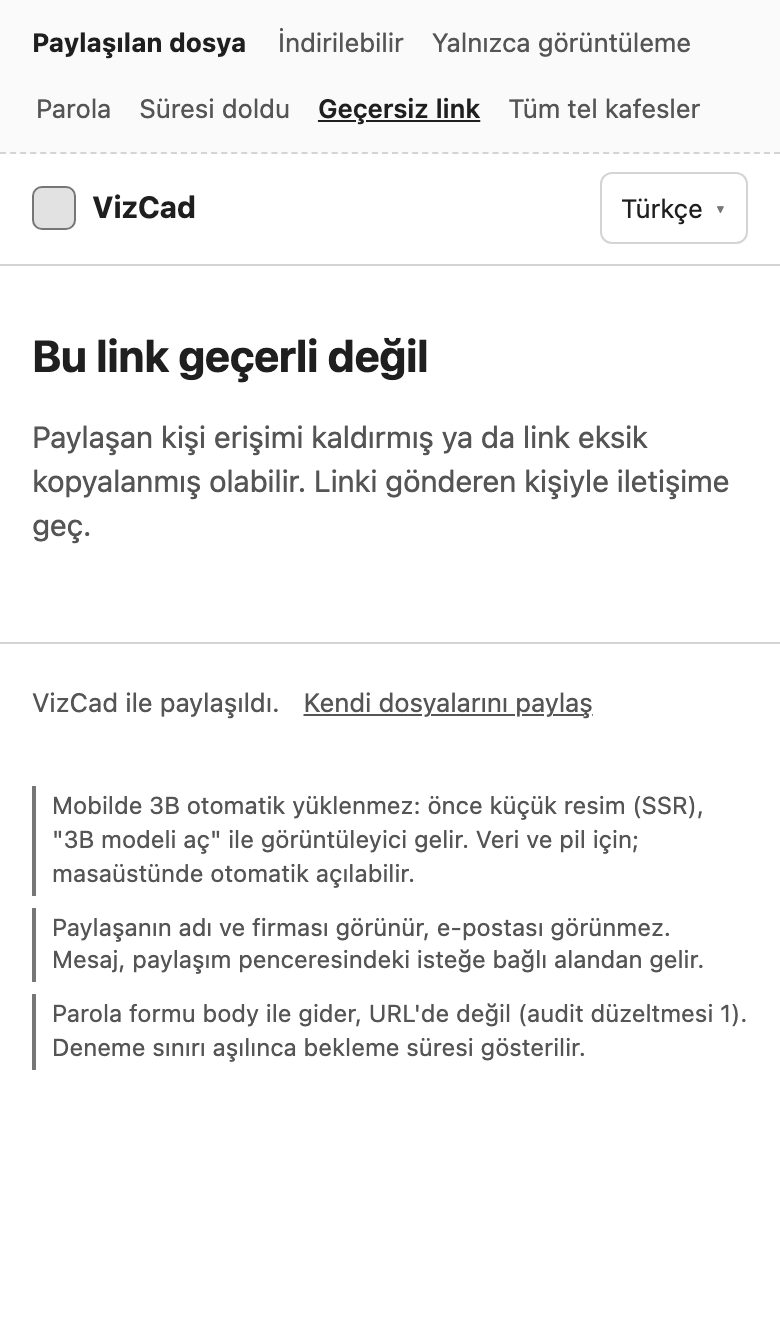 Paylaşılan dosya İndirilebilir Yalnızca görüntüleme
Parola Süresi doldu Geçersiz link Tüm tel kafesler
VizCad Türkçe ▾
Bu link geçerli değil
Paylaşan kişi erişimi kaldırmış ya da link eksik
kopyalanmış olabilir. Linki gönderen kişiyle iletişime
geç.
VizCad ile paylaşıldı. Kendi dosyalarını paylaş
Mobilde 3B otomatik yüklenmez: önce küçük resim (SSR),
"3B modeli aç" ile görüntüleyici gelir. Veri ve pil için;
masaüstünde otomatik açılabilir.
Paylaşanın adı ve firması görünür, e-postası görünmez.
Mesaj, paylaşım penceresindeki isteğe bağlı alandan gelir.
Parola formu body ile gider, URL'de değil (audit düzeltmesi 1).
Deneme sınırı aşılınca bekleme süresi gösterilir.